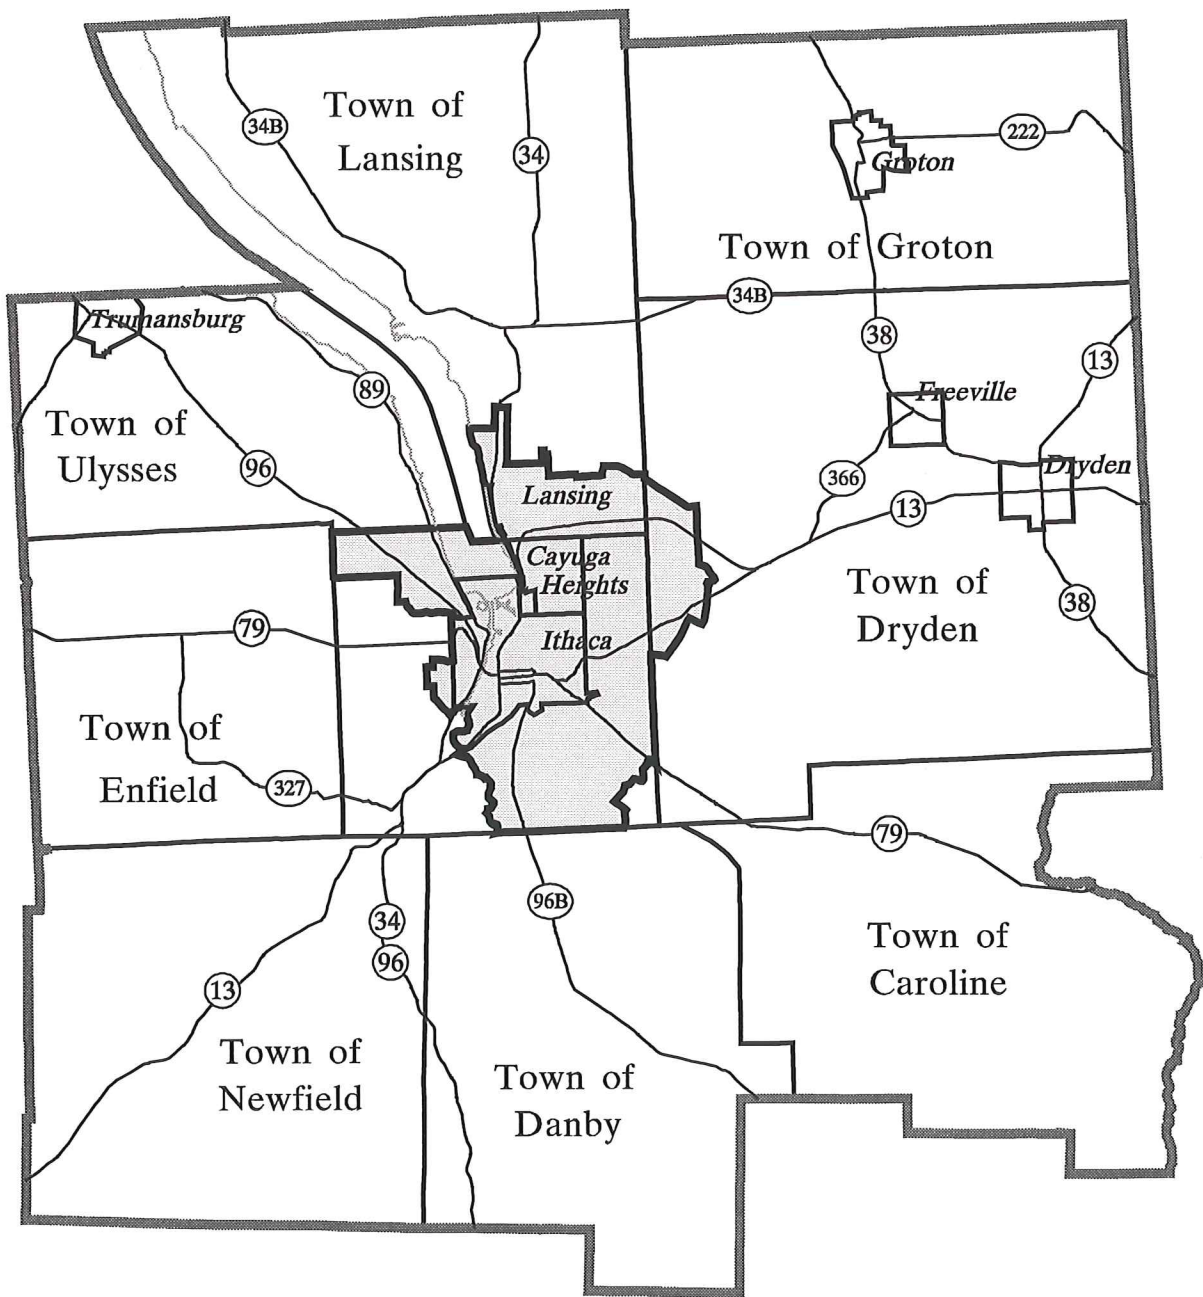 Town of
Lansing
34B
34
222
Groton
Town of Groton
34B
38
13
Trumansburg
89
Freeville
Town of
Ulysses
96
Dryden
366
Lansing
13
Cayuga
Heights
Town of
Dryden
38
79
Ithaca
Town of
Enfield
327
79
96B
34
96
Town of
Caroline
13
Town of
Newfield
Town of
Danby